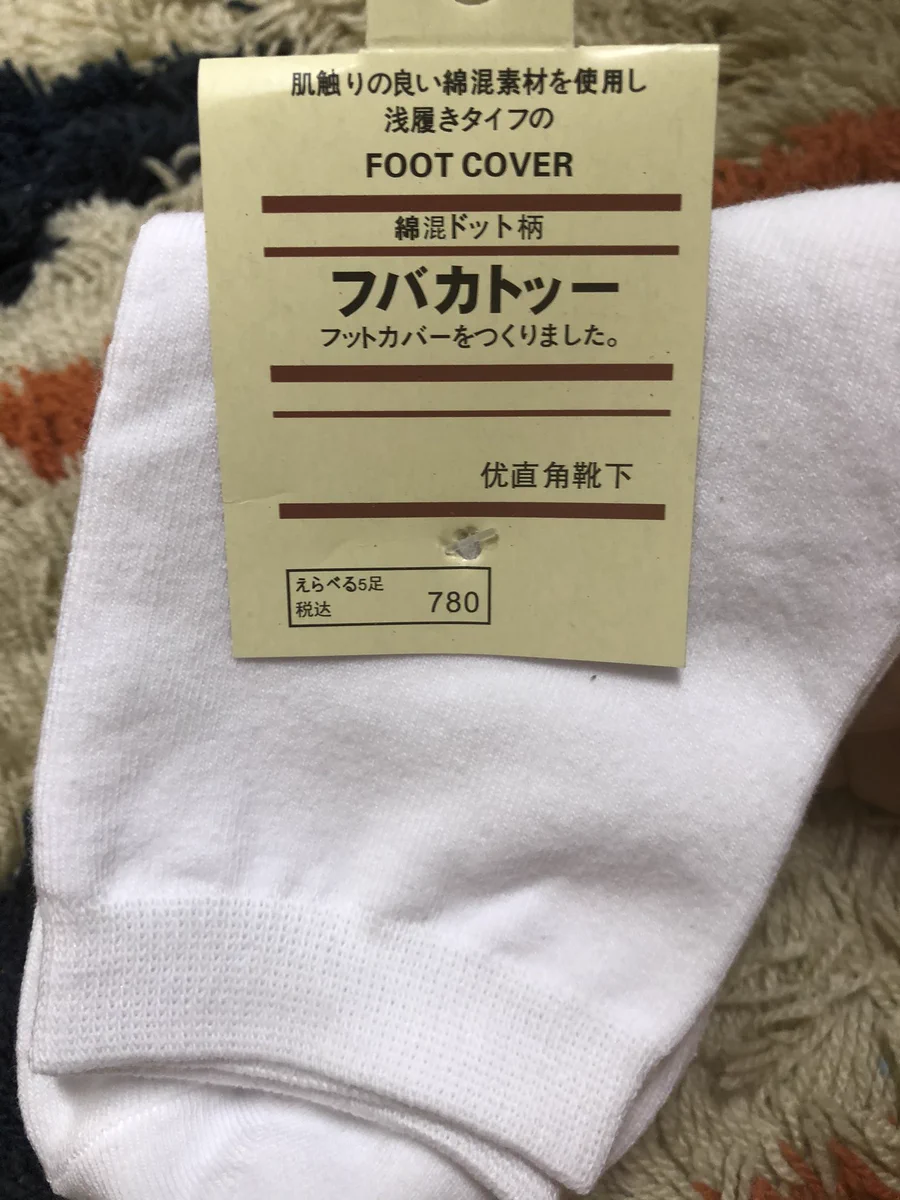 肌触りの良い綿混素材を使用し
浅履きタイフの
FOOT COVER
綿混ドット柄
フバカトッー
フットカバーをつくりました。
优直角靴下
えらべる5足
税达
780